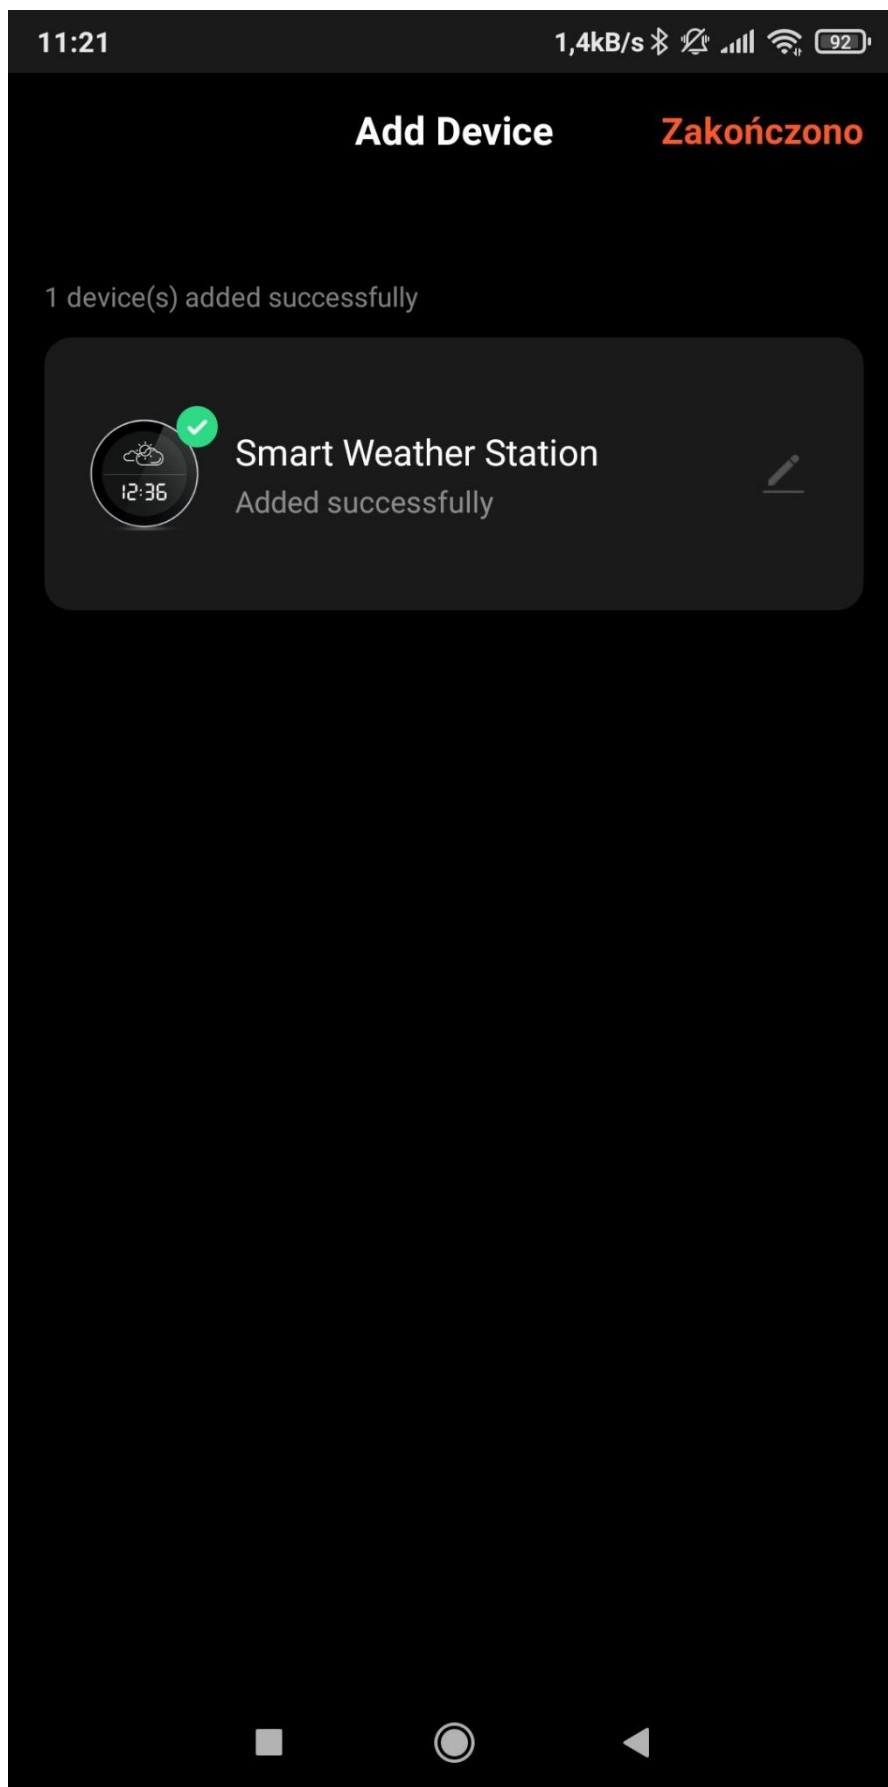 11:21
1,4kB/s
92
Add Device
Zakończono
1 device(s) added successfully
12:36
Smart Weather Station
Added successfully